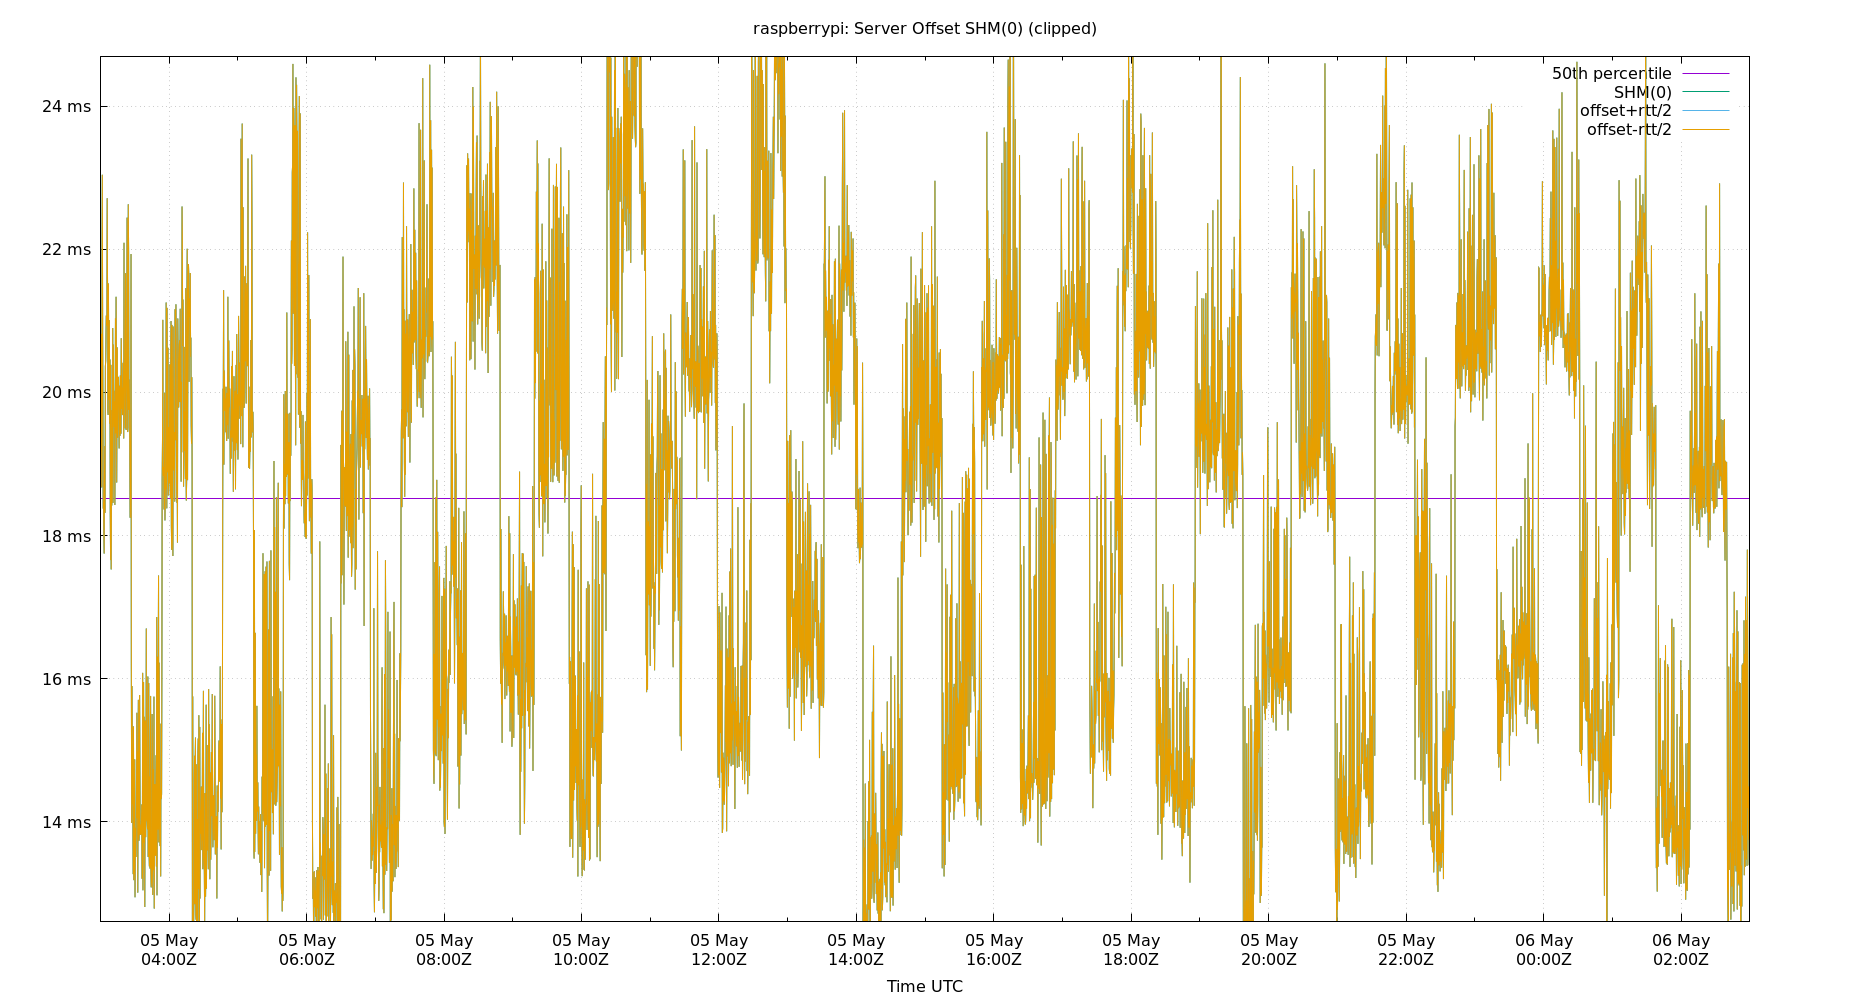 raspberrypi: Server Offset SHM(0) (clipped)
50th percentile
SHM(0)
offset+rtt/2
offset-rtt/2
24 ms
22 ms
20 ms
18 ms
16 ms
14 ms
05 May 05 May 05 May 05 May 05 May 05 May 05 May 05 May 05 May 05 May 06 May 06 May
04:00Z 06:00Z 08:00Z 10:00Z 12:00Z 14:00Z 16:00Z 18:00Z 20:00Z 22:00Z 00:00Z 02:00Z
Time UTC